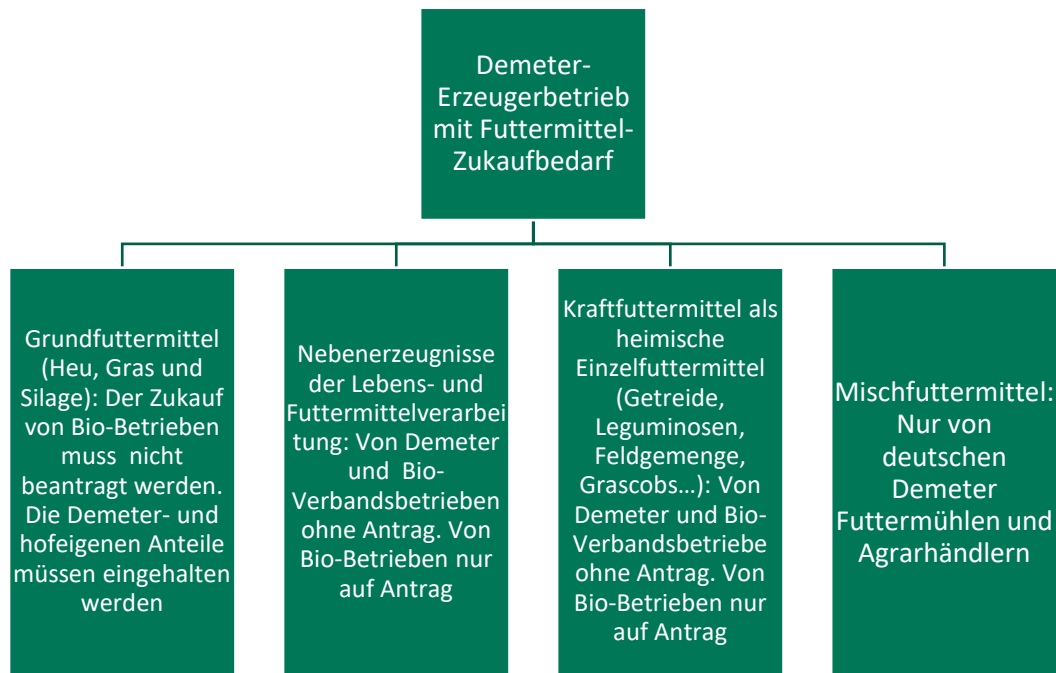 Demeter-
Erzeugerbetrieb
mit Futtermittel-
Zukaufbedarf
Grundfuttermittel
(Heu, Gras und
Silage): Der Zukauf
von Bio-Betrieben
muss nicht
beantragt werden.
Die Demeter- und
hofeigenen Anteile
müssen eingehalten
werden
Nebenerzeugnisse
der Lebens- und
Futtermittelverarbei
tung: Von Demeter
und Bio-
Verbandsbetrieben
ohne Antrag. Von
Bio-Betrieben nur
auf Antrag
Kraftfuttermittel als
heimische
Einzelfuttermittel
(Getreide,
Leguminosen,
Feldgemenge,
Grascobs…): Von
Demeter und Bio-
Verbandsbetriebe
ohne Antrag. Von
Bio-Betrieben nur
auf Antrag
Mischfuttermittel:
Nur von
deutschen
Demeter
Futtermühlen und
Agrarhändlern